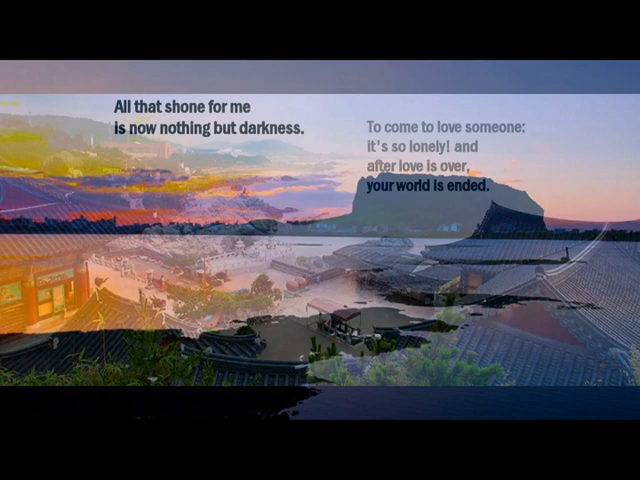 All that shone for me
is now nothing but darkness.
To come to love someone:
it's so lonely! and
after love is over,
your world is ended.